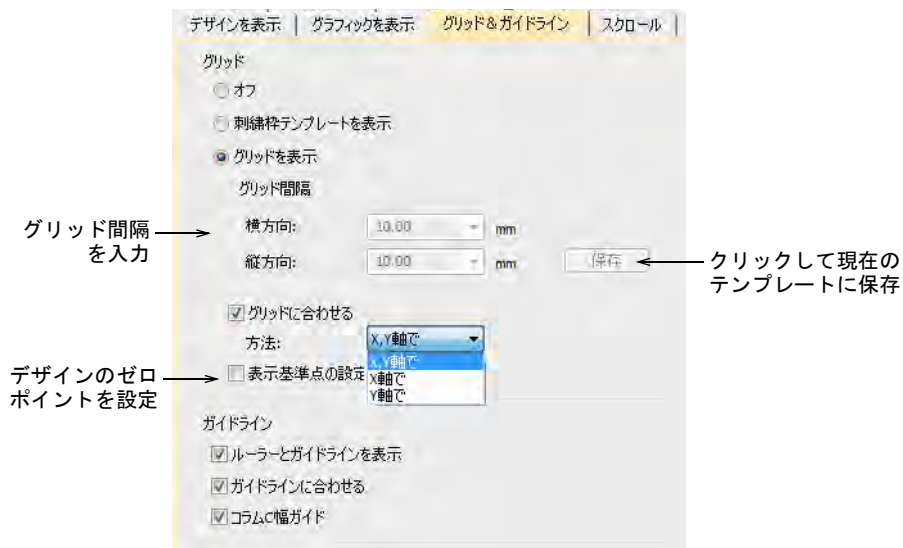 デザインを表示 | グラフィックを表示 グリッド&ガイドライン | スクロール |
グリッド
オフ
刺繍枠テンプレートを表示
グリッドを表示
グリッド間隔
グリッド間隔
を入力
横方向: 10.00 mm
縦方向: 10.00 mm 保存
クリックして現在の
テンプレートに保存
グリッドに合わせる
方法: X,Y軸で
X,Y軸で
X軸で
Y軸で
デザインのゼロ
ポイントを設定
表示基準点の設定
ガイドライン
ルーラーとガイドラインを表示
ガイドラインに合わせる
コラムC幅ガイド